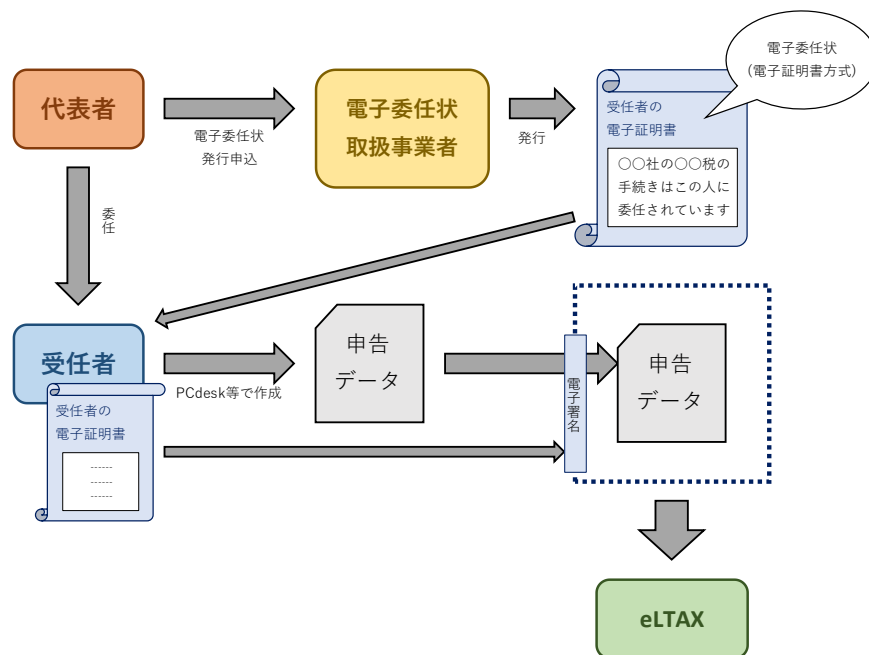 電子委任状
(電子証明書方式)
代表者
電子委任状
取扱事業者
電子委任状
発行申込
発行
受任者の
電子証明書
〇〇社の〇〇税の
手続きはこの人に
委任されています
委任
受任者
PCdesk等で作成
申告
データ
電子署名
申告
データ
受任者の
電子証明書
------
------
------
eLTAX